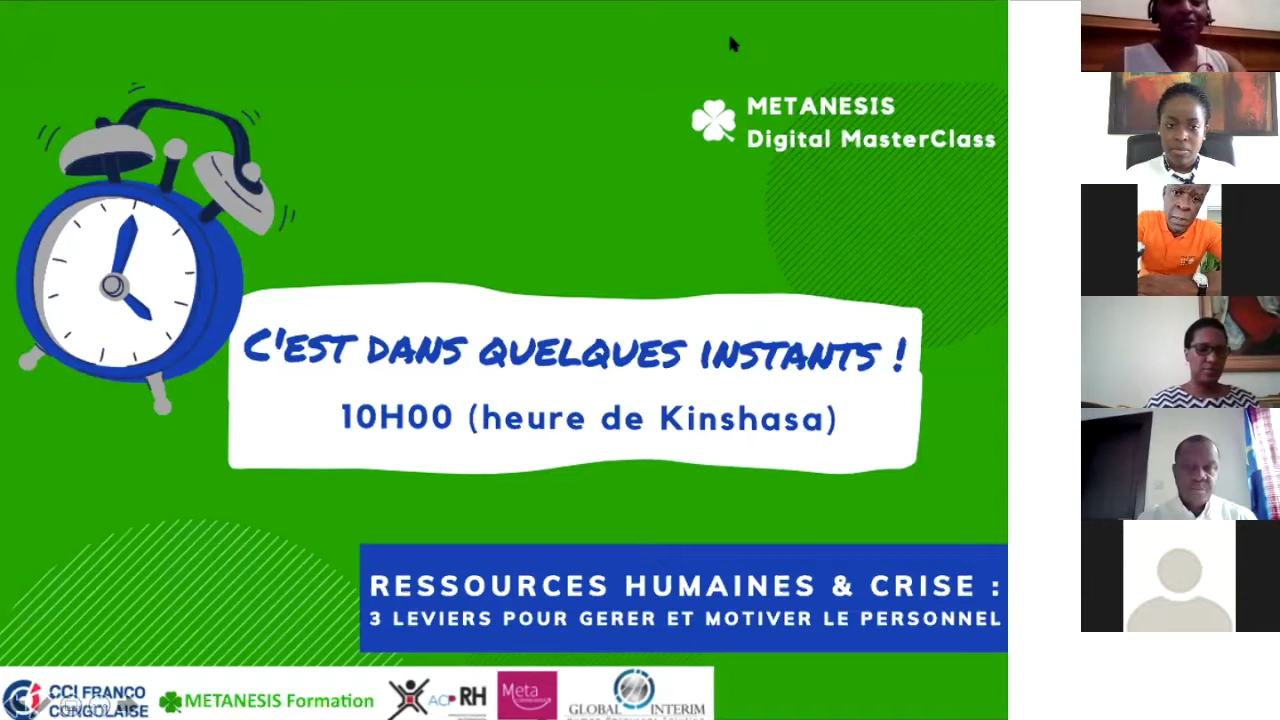 METANESIS
Digital MasterClass
C'EST DANS QUELQUES INSTANTS !
10H00 (heure de Kinshasa)
RESSOURCES HUMAINES & CRISE :
3 LEVIERS POUR GERER ET MOTIVER LE PERSONNEL
CCI FRANCO
CONGOLAISE
METANESIS Formation
RH
Meta
GLOBAL INTERIM